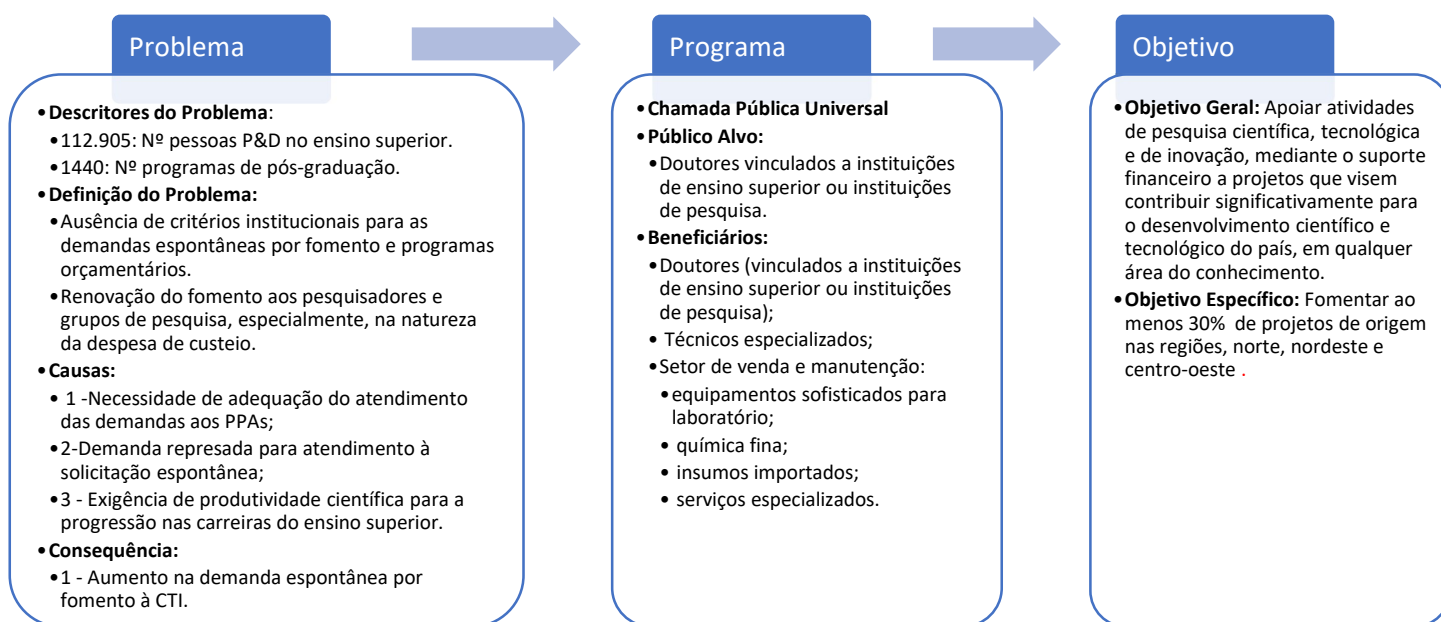 Problema
•Descritores do Problema:
•112.905: Nº pessoas P&D no ensino superior.
•1440: Nº programas de pós-graduação.
•Definição do Problema:
•Ausência de critérios institucionais para as
demandas espontâneas por fomento e programas
orçamentários.
•Renovação do fomento aos pesquisadores e
grupos de pesquisa, especialmente, na natureza
da despesa de custeio.
•Causas:
• 1 -Necessidade de adequação do atendimento
das demandas aos PPAs;
•2-Demanda represada para atendimento à
solicitação espontânea;
•3 - Exigência de produtividade científica para a
progressão nas carreiras do ensino superior.
•Consequência:
•1 - Aumento na demanda espontânea por
fomento à CTI.
Programa
•Chamada Pública Universal
•Público Alvo:
•Doutores vinculados a instituições
de ensino superior ou instituições
de pesquisa.
•Beneficiários:
•Doutores (vinculados a instituições
de ensino superior ou instituições
de pesquisa);
• Técnicos especializados;
•Setor de venda e manutenção:
•equipamentos sofisticados para
laboratório;
• química fina;
• insumos importados;
• serviços especializados.
Objetivo
•Objetivo Geral: Apoiar atividades
de pesquisa científica, tecnológica
e de inovação, mediante o suporte
financeiro a projetos que visem
contribuir significativamente para
o desenvolvimento científico e
tecnológico do país, em qualquer
área do conhecimento.
•Objetivo Específico: Fomentar ao
menos 30% de projetos de origem
nas regiões, norte, nordeste e
centro-oeste .